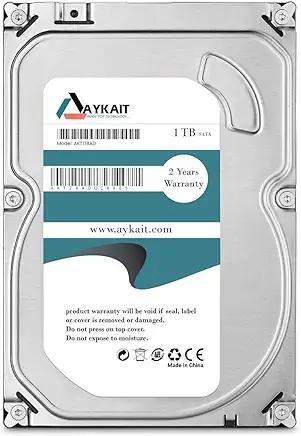 AYKAIT
1 TB SATA
2 Years
Warranty
www.aykait.com
product warranty will be void if seal, label
or cover is removed or damaged.
Do not press on top cover.
Do not expose to moisture.
Made In China